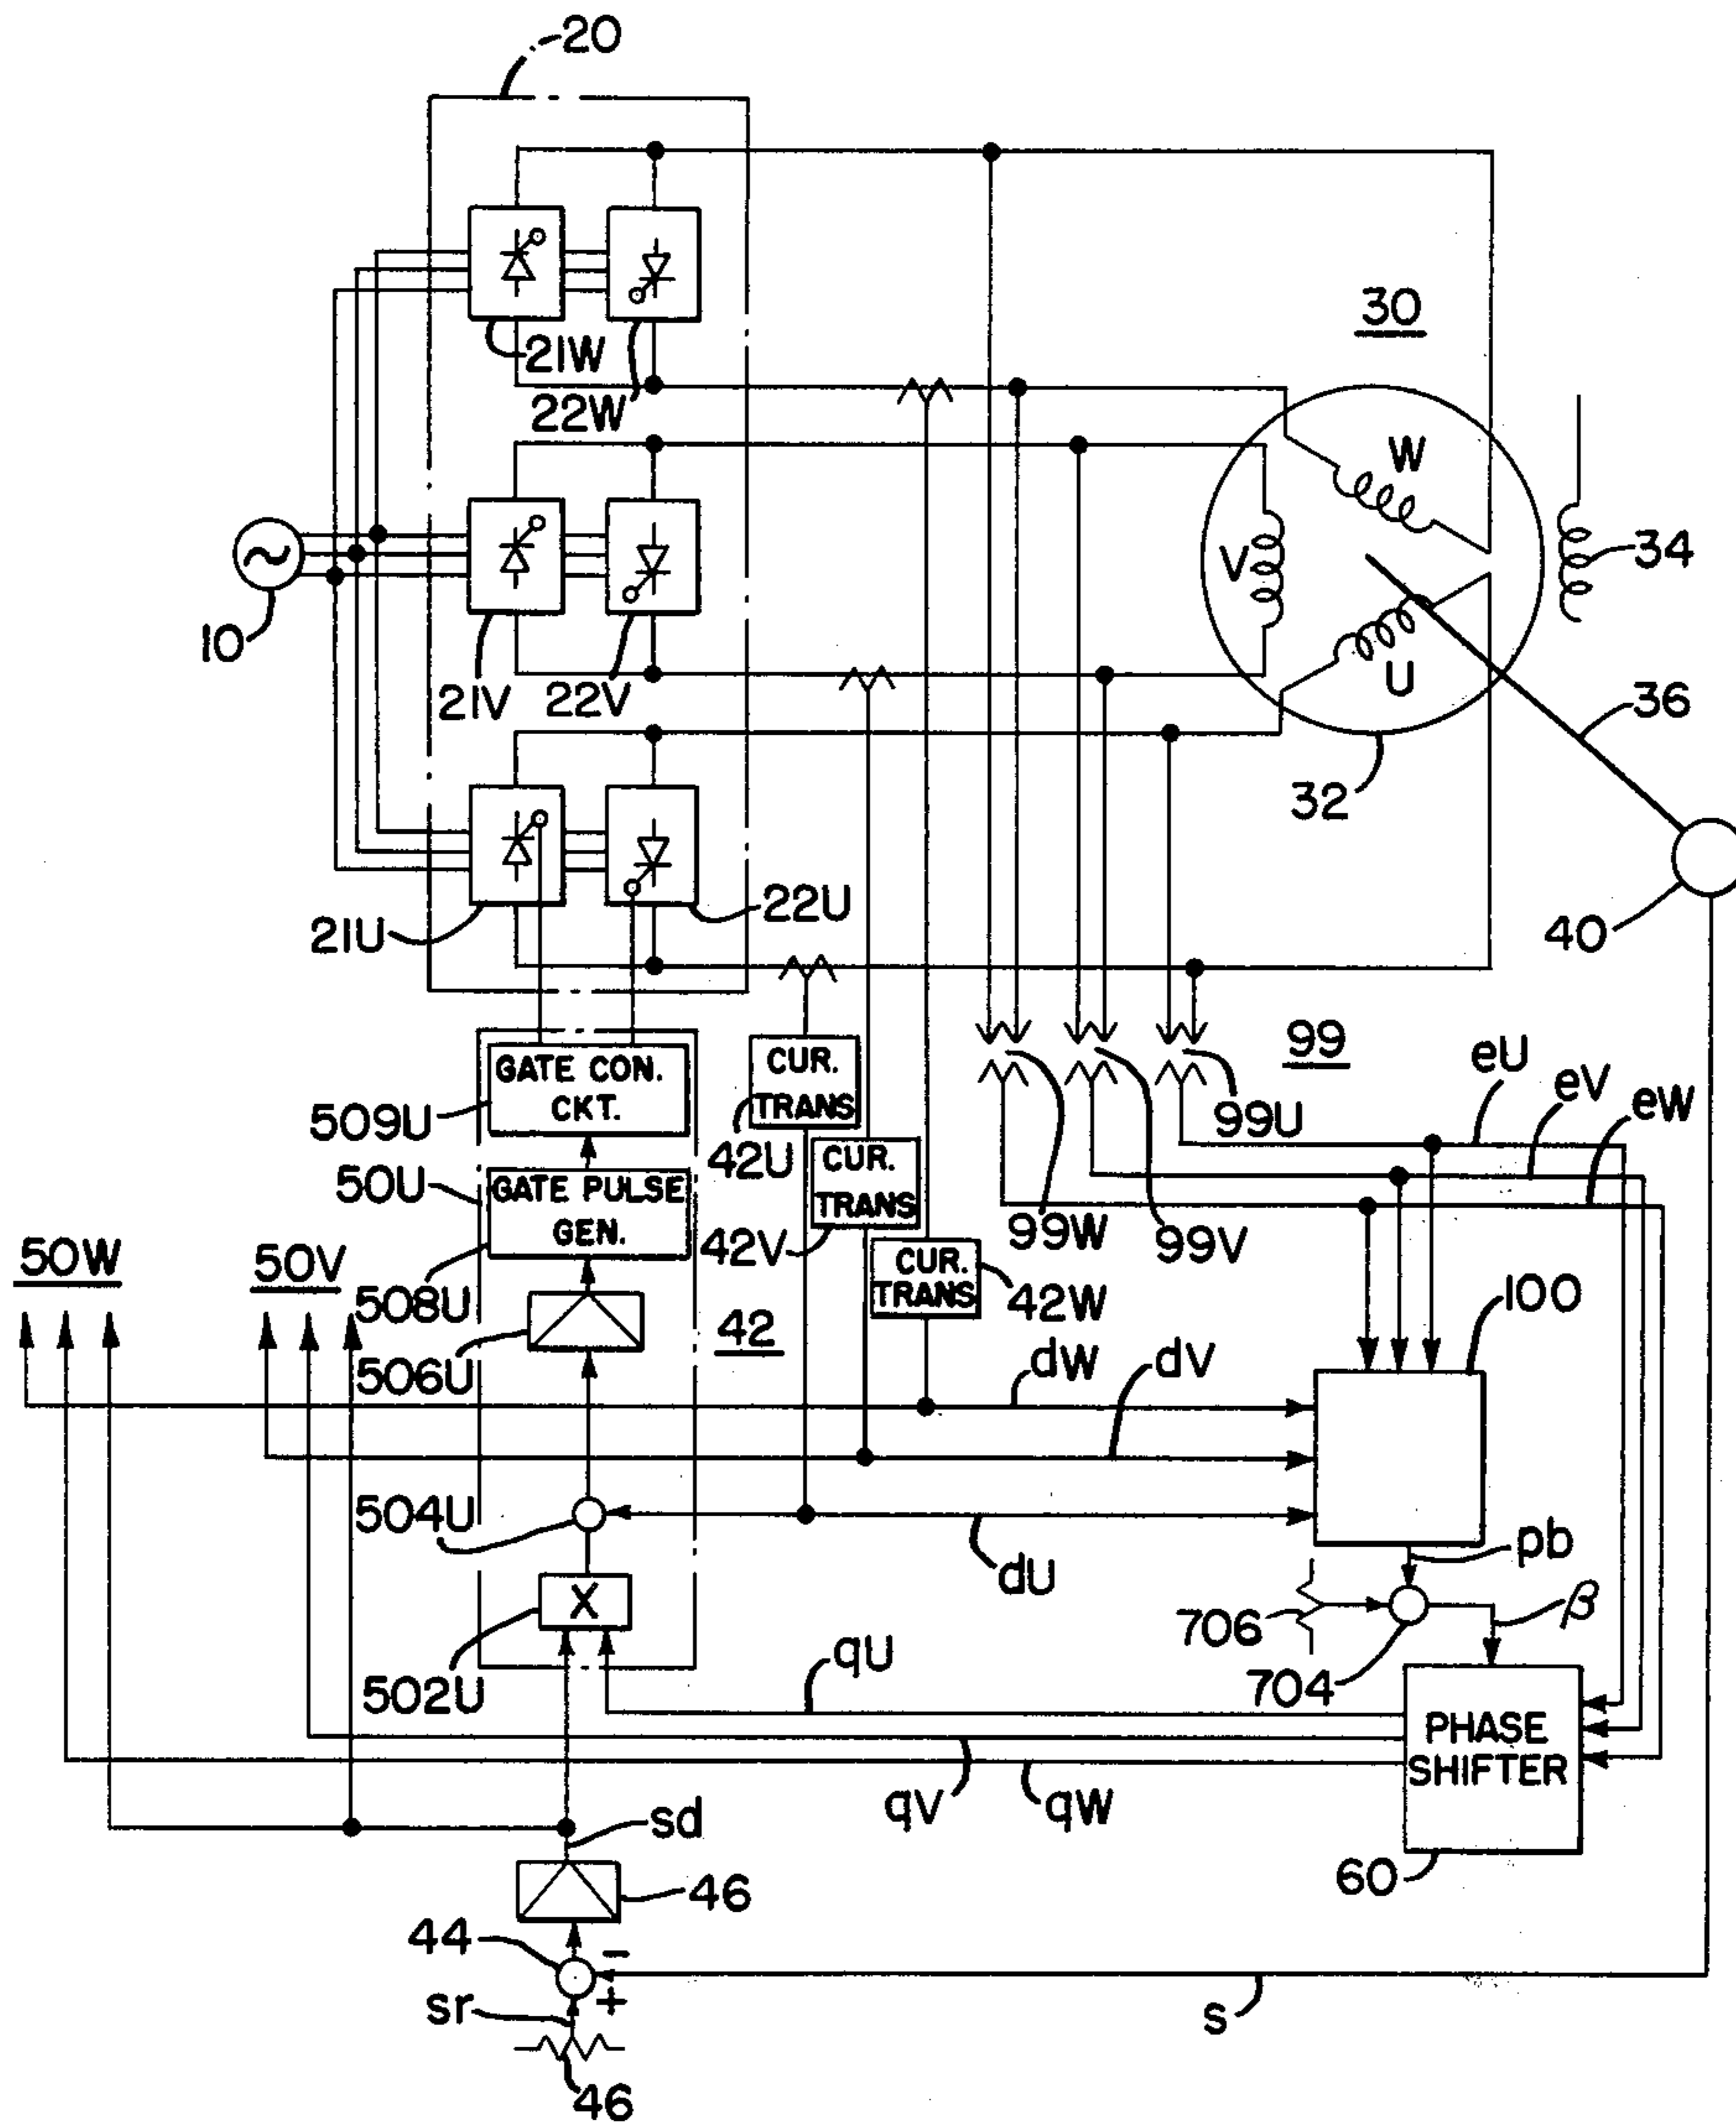 20
30
21W
22W
W
V
U
34
10
21V
22V
36
32
21U
22U
40
GATE CON.
CKT.
509U
CUR.
TRANS
42U
99
99U
eU
eV
eW
50U
GATE PULSE
GEN.
508U
CUR.
TRANS
42V
99W
99V
50W
50V
CUR.
TRANS
42W
100
506U
42
dW
dV
504U
dU
pb
X
706
704
β
502U
qU
PHASE
SHIFTER
qV
qW
60
sd
46
44
-
+
sr
s
46